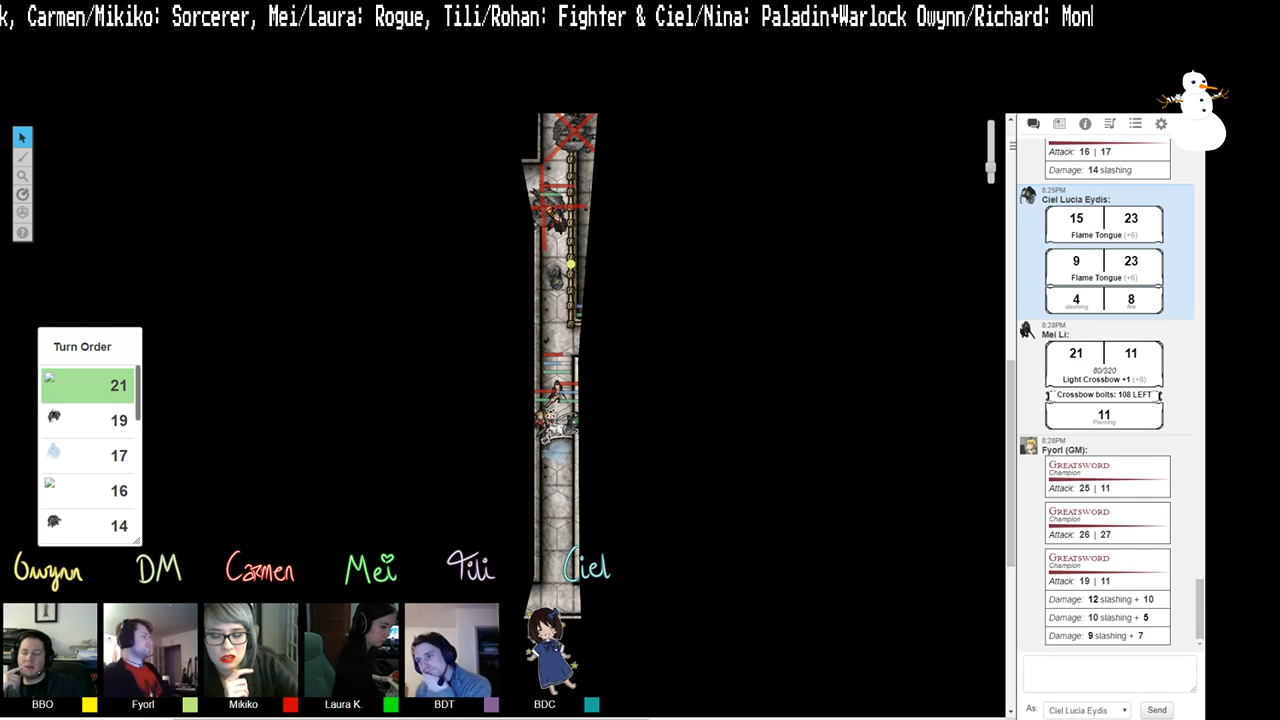 k, Carmen/Mikiko: Sorcerer, Mei/Laura: Rogue, Tili/Rohan: Fighter & Ciel/Nina: Paladin+Warlock Owynn/Richard: Mon
Attack: 16 | 17
Damage: 14 slashing
8:25PM
Ciel Lucia Eydis:
15 23
Flame Tongue (+6)
9 23
Flame Tongue (+6)
4 8
slashing fire
8:28PM
Mei Li:
21 11
80/320
Light Crossbow +1 (+8)
Crossbow bolts: 108 LEFT
11
Piercing
8:28PM
Fyorl (GM):
GREATSWORD
Champion
Attack: 25 | 11
GREATSWORD
Champion
Attack: 26 | 27
GREATSWORD
Champion
Attack: 19 | 11
Damage: 12 slashing + 10
Damage: 10 slashing + 5
Damage: 9 slashing + 7
As: Ciel Lucia Eydis Send
Turn Order
21
19
17
16
14
Owynn DM Carmen Mei Tili Ciel
BBO Fyorl Mikiko Laura K. BDT BDC